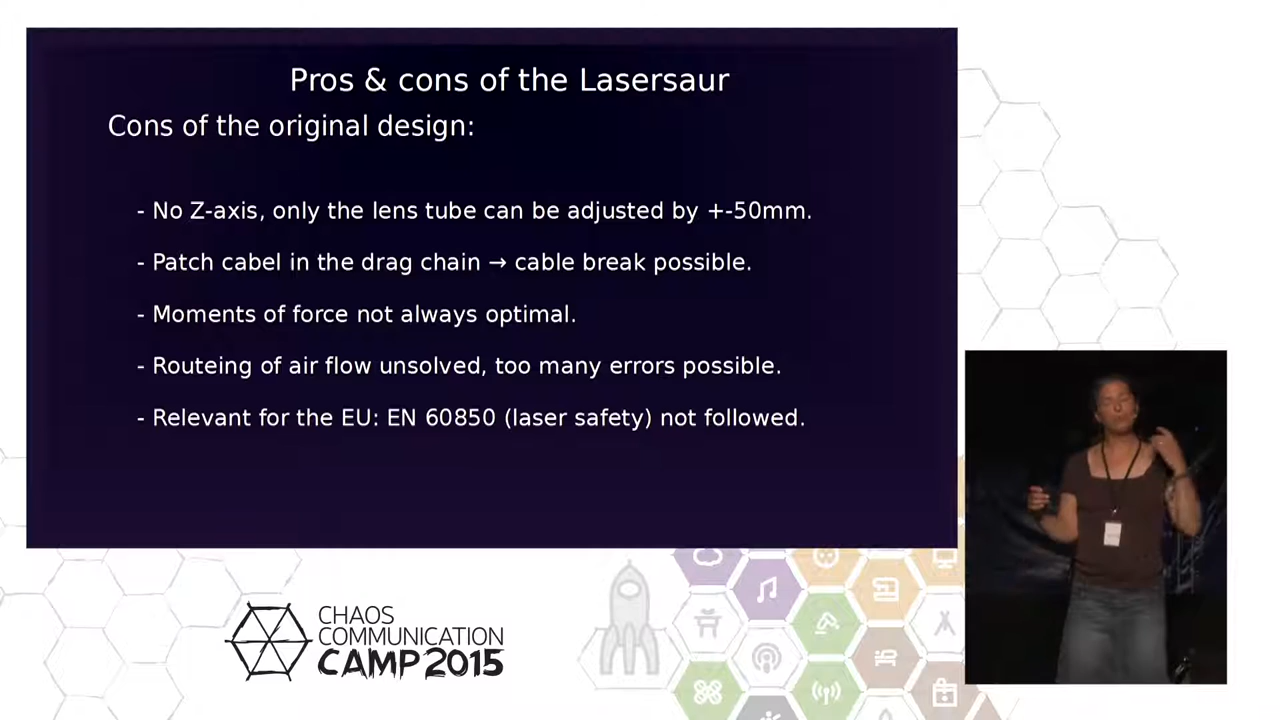 Pros & cons of the Lasersaur
Cons of the original design:
- No Z-axis, only the lens tube can be adjusted by +-50mm.
- Patch cabel in the drag chain → cable break possible.
- Moments of force not always optimal.
- Routeing of air flow unsolved, too many errors possible.
- Relevant for the EU: EN 60850 (laser safety) not followed.
CHAOS
COMMUNICATION
CAMP 2015